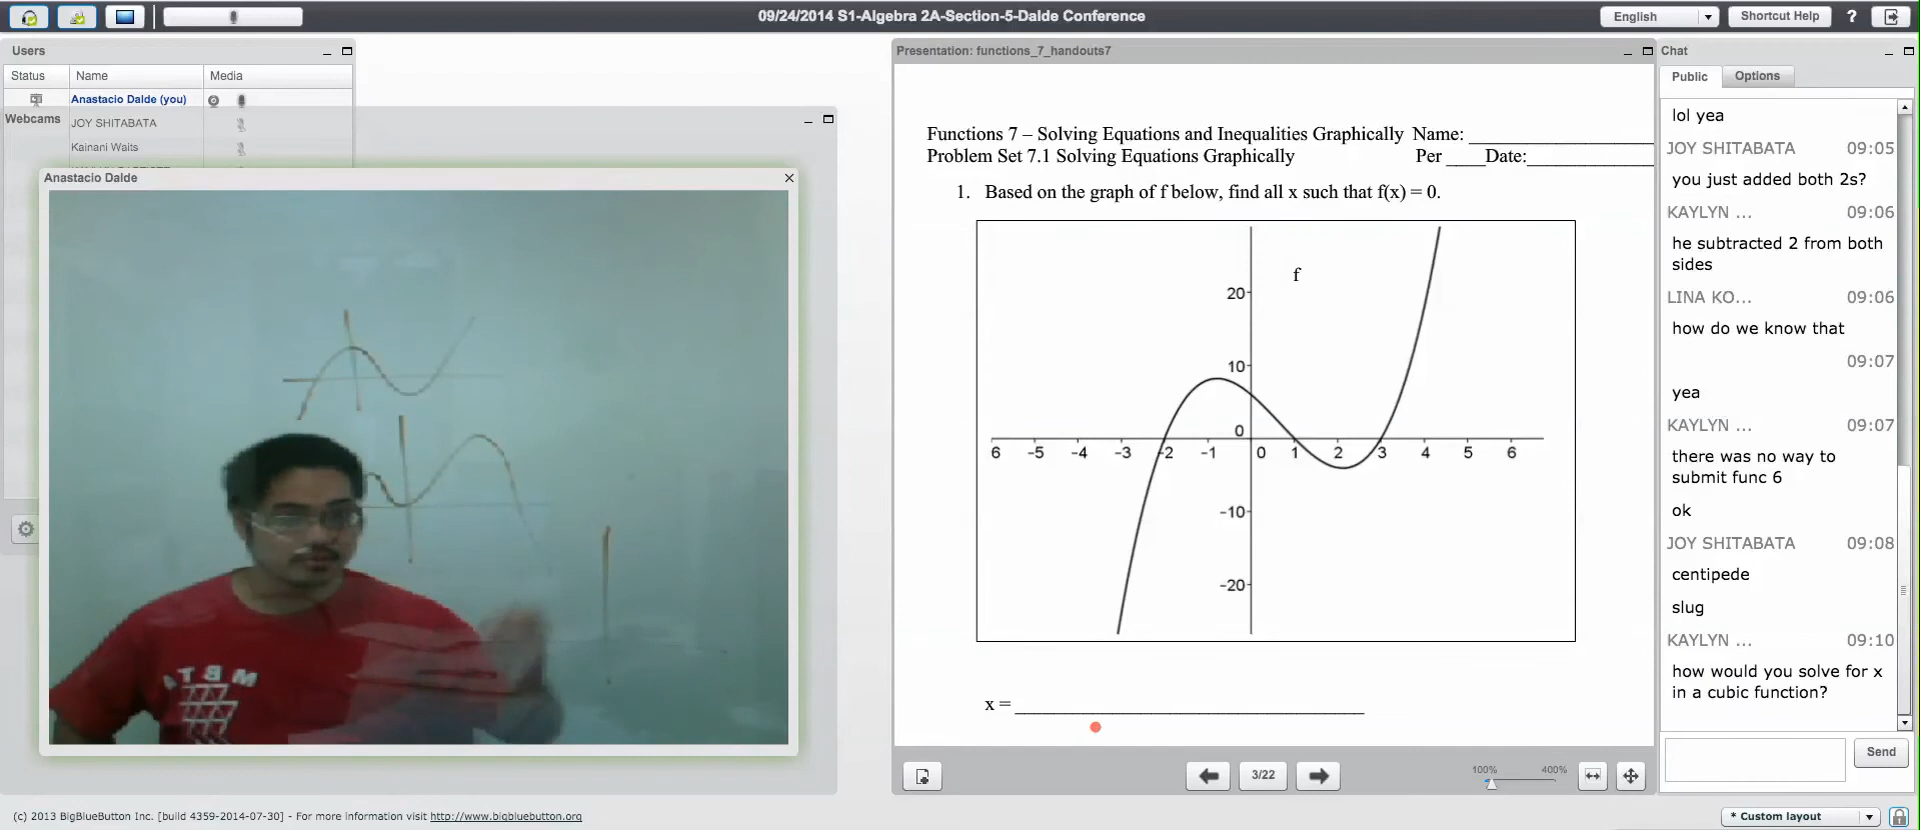 09/24/2014 S1-Algebra 2A-Section-5-Dalde Conference
English
Shortcut Help
?
Users
Status Name Media
Anastacio Dalde (you)
JOY SHITABATA
Kainani Waits
Webcams
Anastacio Dalde
MBTA
Presentation: functions_7_handouts7
Functions 7 – Solving Equations and Inequalities Graphically Name: ____________________
Problem Set 7.1 Solving Equations Graphically Per ____Date:______________
1. Based on the graph of f below, find all x such that f(x) = 0.
f
20
10
0
6 -5 -4 -3 -2 -1 0 1 2 3 4 5 6
-10
-20
x = ____________________________________
3/22
100% 400%
Chat
Public Options
lol yea
JOY SHITABATA 09:05
you just added both 2s?
KAYLYN ... 09:06
he subtracted 2 from both
sides
LINA KO... 09:06
how do we know that
09:07
yea
KAYLYN ... 09:07
there was no way to
submit func 6
ok
JOY SHITABATA 09:08
centipede
slug
KAYLYN ... 09:10
how would you solve for x
in a cubic function?
Send
(c) 2013 BigBlueButton Inc. [build 4359-2014-07-30] - For more information visit http://www.bigbluebutton.org
* Custom layout